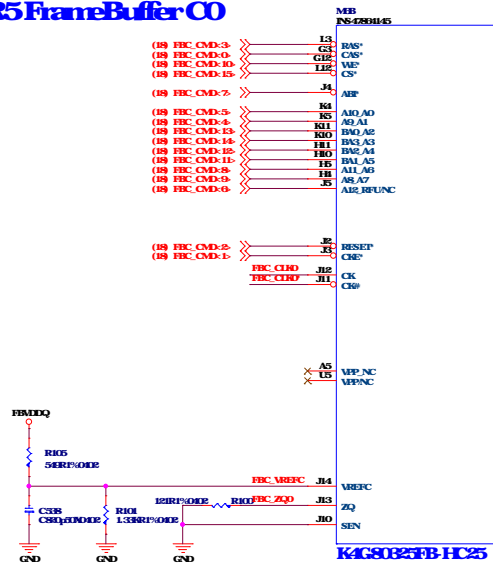 R5 FrameBuffer C0
M6B
INS47864145
(18) FBC_CMD<3> L3 RAS*
(18) FBC_CMD<0> G3 CAS*
(18) FBC_CMD<10> G12 WE*
(18) FBC_CMD<15> L12 CS*
(18) FBC_CMD<7> J4 ABI*
(18) FBC_CMD<5> K4 A10_A0
(18) FBC_CMD<4> K5 A9_A1
(18) FBC_CMD<13> K11 BA0_A2
(18) FBC_CMD<14> K10 BA3_A3
(18) FBC_CMD<12> H11 BA2_A4
(18) FBC_CMD<11> H10 BA1_A5
(18) FBC_CMD<8> H5 A11_A6
(18) FBC_CMD<9> H4 A8_A7
(18) FBC_CMD<6> J5 A12_RFU/NC
(18) FBC_CMD<2> J2 RESET*
(18) FBC_CMD<1> J3 CKE*
FBC_CLK0 J12 CK
FBC_CLK0* J11 CK#
A5 VPP_NC
U5 VPP/NC
FBVDDQ
R105
549R1%0402
FBC_VREFC J14 VREFC
121R1%0402 R100 FBC_ZQ0 J13 ZQ
R101
1.33KR1%0402
J10 SEN
GND GND GND
K4G80325FB-HC25